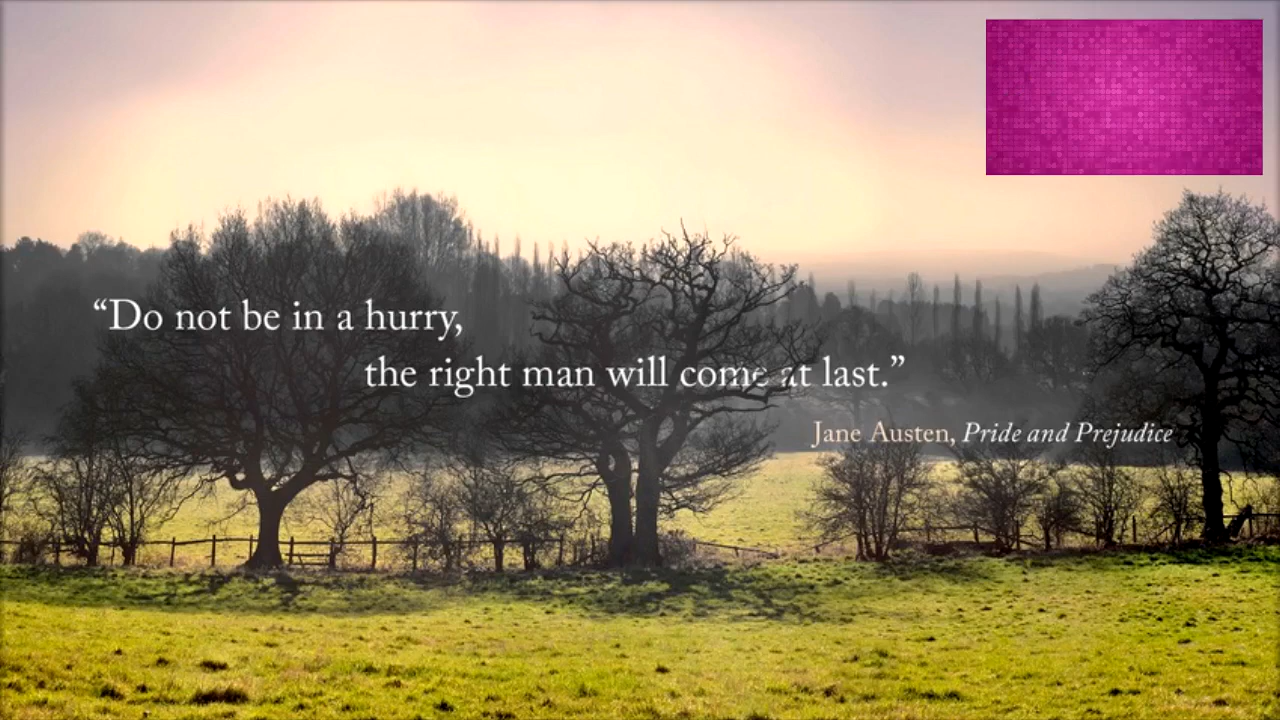 “Do not be in a hurry,
the right man will come at last.”
Jane Austen, Pride and Prejudice